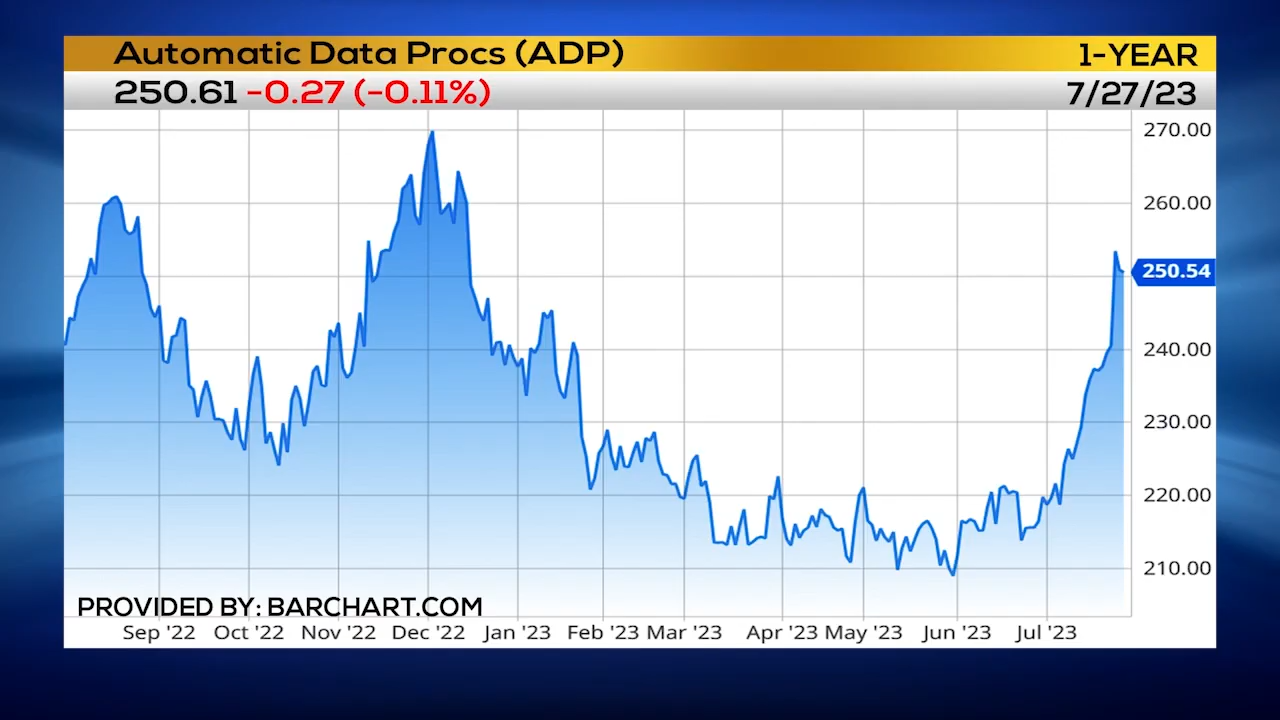 Automatic Data Procs (ADP) 1-YEAR
250.61 -0.27 (-0.11%) 7/27/23
270.00
260.00
250.54
240.00
230.00
220.00
210.00
PROVIDED BY: BARCHART.COM
Sep '22 Oct '22 Nov '22 Dec '22 Jan '23 Feb '23 Mar '23 Apr '23 May '23 Jun '23 Jul '23